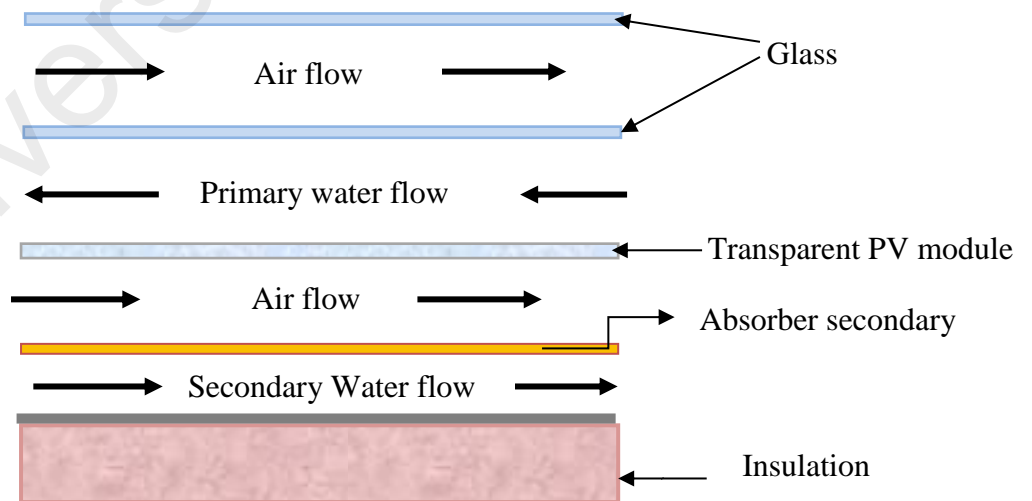 Glass
Air flow
Primary water flow
Transparent PV module
Air flow
Absorber secondary
Secondary Water flow
Insulation